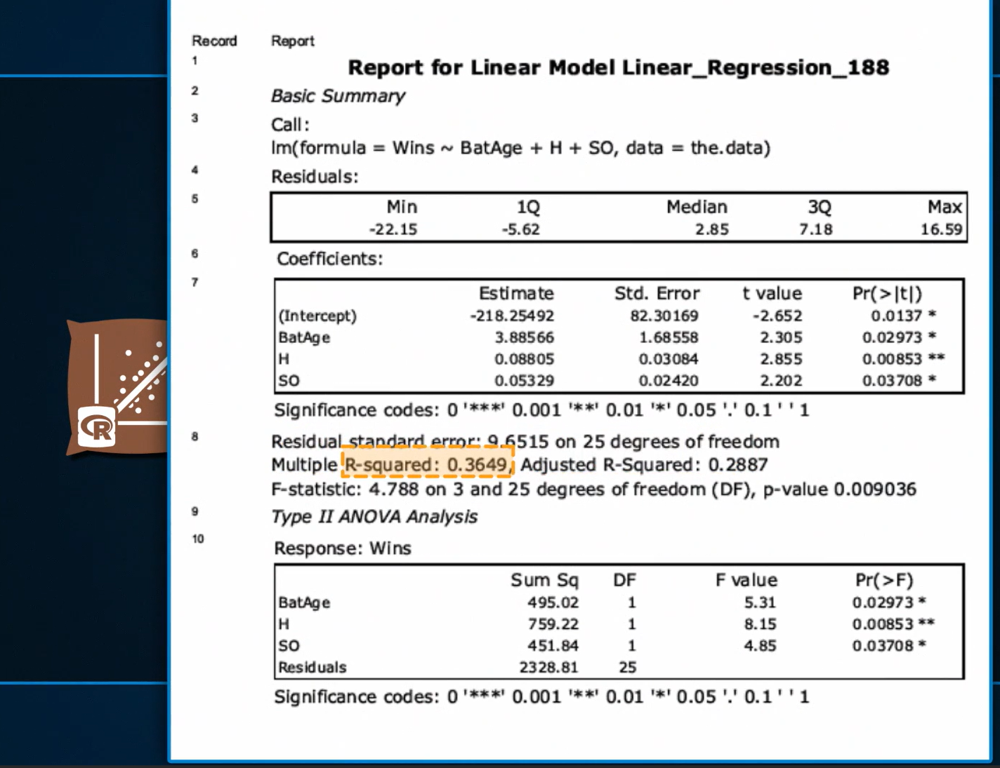 Record Report
1 Report for Linear Model Linear_Regression_188
2 Basic Summary
3 Call:
lm(formula = Wins ~ BatAge + H + SO, data = the.data)
4 Residuals:
5 Min 1Q Median 3Q Max
-22.15 -5.62 2.85 7.18 16.59
6 Coefficients:
7 Estimate Std. Error t value Pr(>|t|)
(Intercept) -218.25492 82.30169 -2.652 0.0137 *
BatAge 3.88566 1.68558 2.305 0.02973 *
H 0.08805 0.03084 2.855 0.00853 **
SO 0.05329 0.02420 2.202 0.03708 *
Significance codes: 0 '***' 0.001 '**' 0.01 '*' 0.05 '.' 0.1 ' ' 1
8 Residual standard error: 9.6515 on 25 degrees of freedom
Multiple R-squared: 0.3649, Adjusted R-Squared: 0.2887
F-statistic: 4.788 on 3 and 25 degrees of freedom (DF), p-value 0.009036
9 Type II ANOVA Analysis
10 Response: Wins
Sum Sq DF F value Pr(>F)
BatAge 495.02 1 5.31 0.02973 *
H 759.22 1 8.15 0.00853 **
SO 451.84 1 4.85 0.03708 *
Residuals 2328.81 25
Significance codes: 0 '***' 0.001 '**' 0.01 '*' 0.05 '.' 0.1 ' ' 1
R